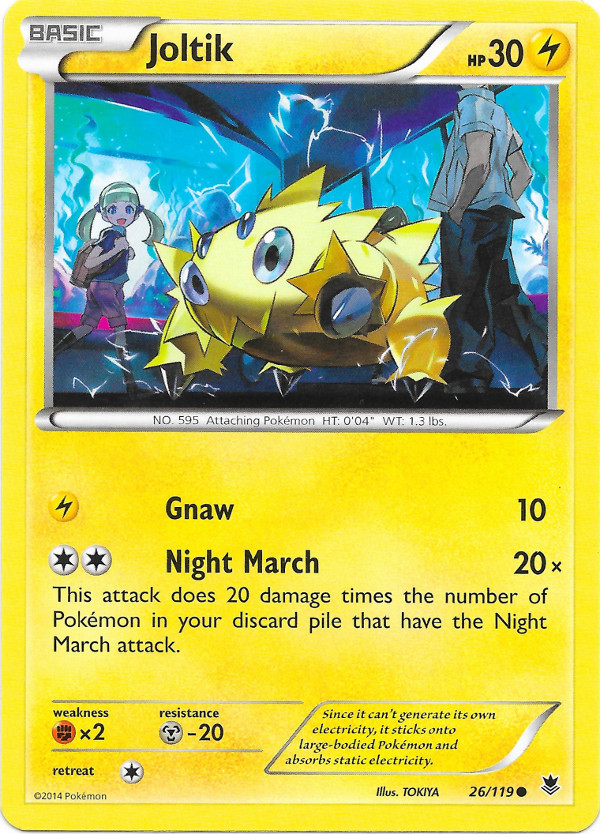 BASIC
Joltik
HP30
NO. 595 Attaching Pokémon HT: 0'04" WT: 1.3 lbs.
Gnaw 10
Night March 20×
This attack does 20 damage times the number of
Pokémon in your discard pile that have the Night
March attack.
weakness resistance
×2 -20
Since it can't generate its own
electricity, it sticks onto
large-bodied Pokémon and
absorbs static electricity.
retreat
©2014 Pokémon Illus. TOKIYA 26/119